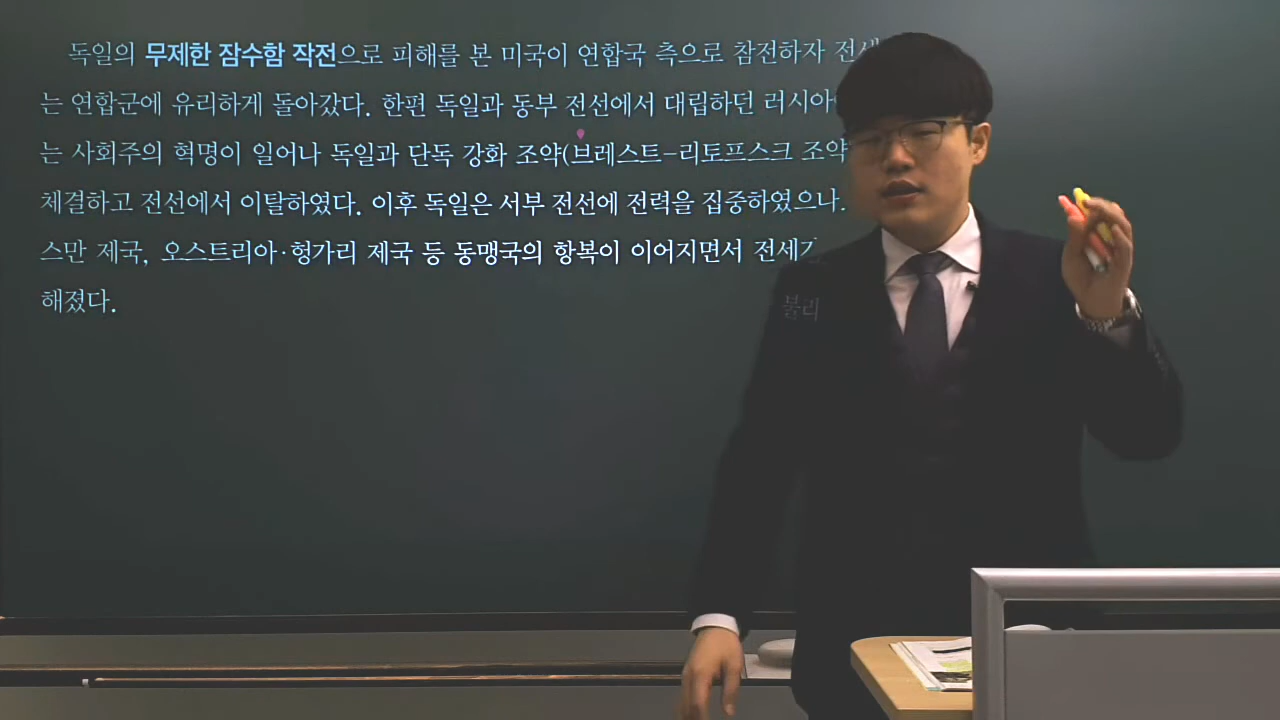 독일의 무제한 잠수함 작전으로 피해를 본 미국이 연합국 측으로 참전하자 전세
는 연합군에 유리하게 돌아갔다. 한편 독일과 동부 전선에서 대립하던 러시아
는 사회주의 혁명이 일어나 독일과 단독 강화 조약(브레스트-리토프스크 조약
체결하고 전선에서 이탈하였다. 이후 독일은 서부 전선에 전력을 집중하였으나.
스만 제국, 오스트리아·헝가리 제국 등 동맹국의 항복이 이어지면서 전세가
불리
해졌다.